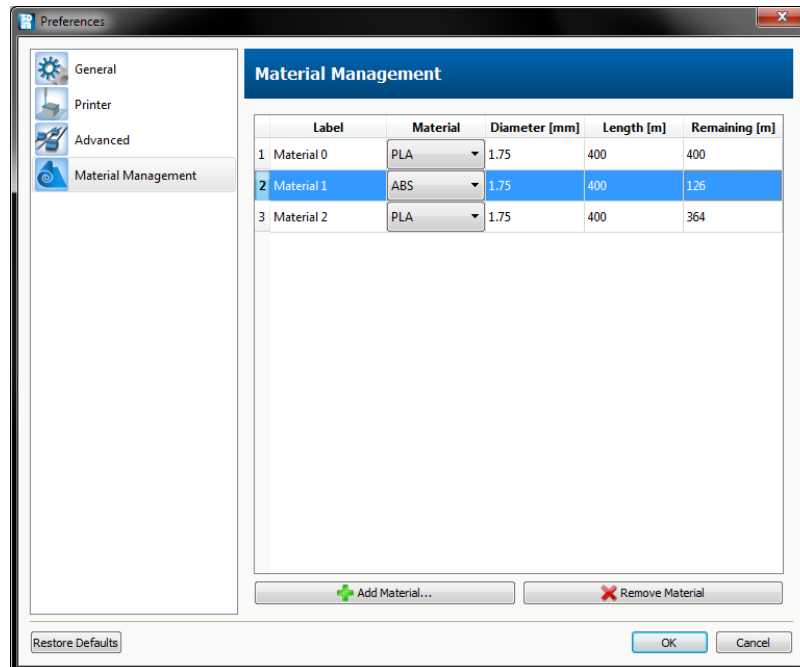 Preferences
General
Printer
Advanced
Material Management
Material Management
Label Material Diameter [mm] Length [m] Remaining [m]
1 Material 0 PLA 1.75 400 400
2 Material 1 ABS 1.75 400 126
3 Material 2 PLA 1.75 400 364
Add Material... Remove Material
Restore Defaults OK Cancel